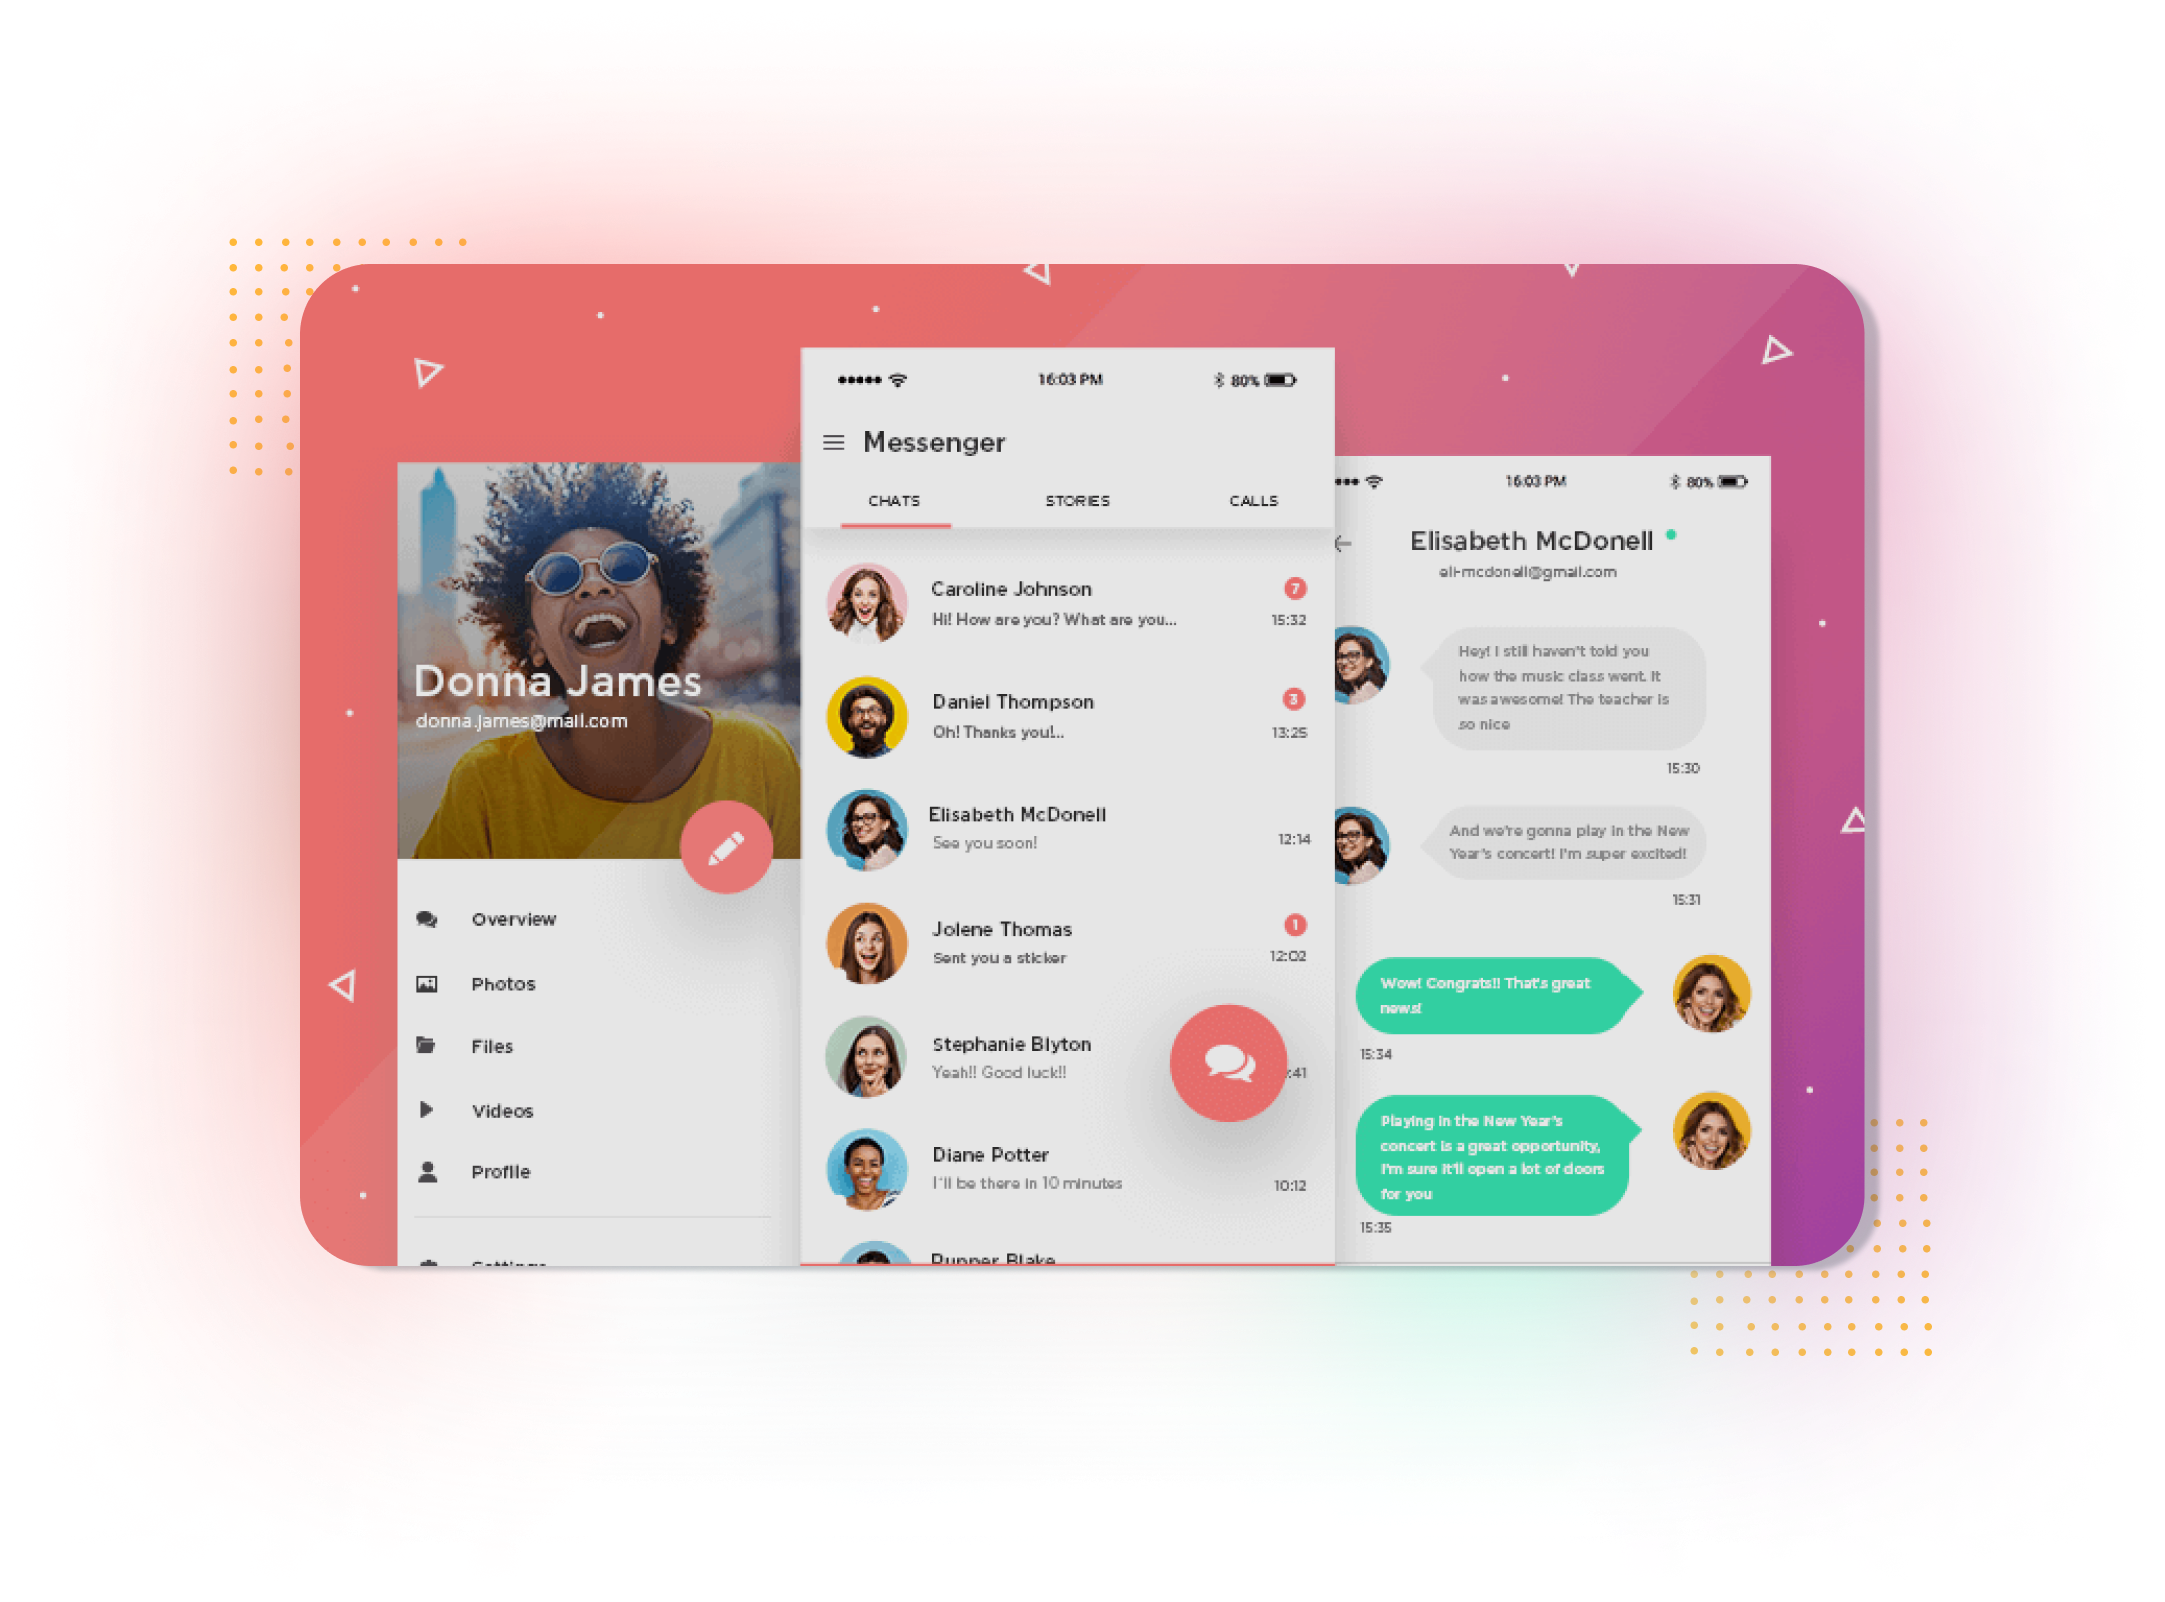 Donna James
donna.james@mail.com
Overview
Photos
Files
Videos
Profile
Settings
16:03 PM
80%
Messenger
CHATS
STORIES
CALLS
Caroline Johnson
7
Hi! How are you? What are you...
15:32
Daniel Thompson
3
Oh! Thanks you!...
13:25
Elisabeth McDonell
See you soon!
12:14
Jolene Thomas
1
Sent you a sticker
12:02
Stephanie Blyton
Yeah!! Good luck!!
:41
Diane Potter
I'll be there in 10 minutes
10:12
Blake
16:03 PM
80%
Elisabeth McDonell
eli-mcdonell@gmail.com
Hey! I still haven't told you
how the music class went. It
was awesome! The teacher is
so nice
15:30
And we're gonna play in the New
Year's concert! I'm super excited!
15:31
Wow! Congrats!! That's great
news!
15:34
Playing in the New Year's
concert is a great opportunity,
I'm sure it'll open a lot of doors
for you
15:35